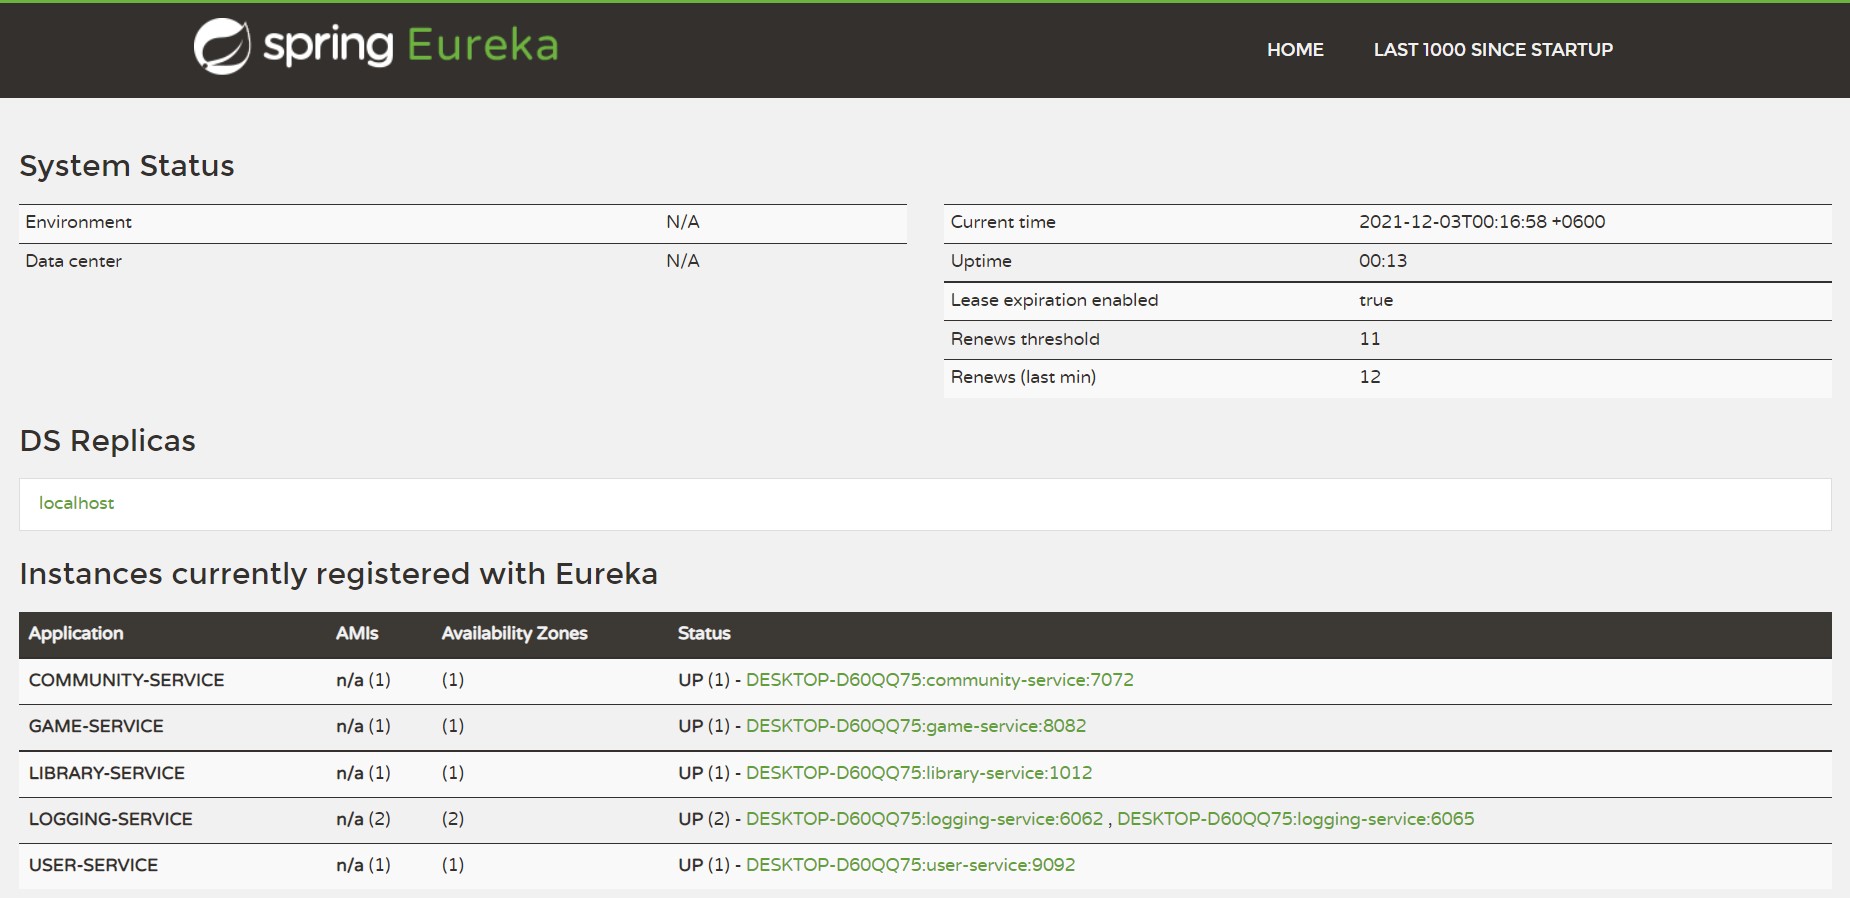 spring Eureka
HOME LAST 1000 SINCE STARTUP
System Status
Environment N/A
Data center N/A
Current time 2021-12-03T00:16:58 +0600
Uptime 00:13
Lease expiration enabled true
Renews threshold 11
Renews (last min) 12
DS Replicas
localhost
Instances currently registered with Eureka
Application AMIs Availability Zones Status
COMMUNITY-SERVICE n/a (1) (1) UP (1) - DESKTOP-D60QQ75:community-service:7072
GAME-SERVICE n/a (1) (1) UP (1) - DESKTOP-D60QQ75:game-service:8082
LIBRARY-SERVICE n/a (1) (1) UP (1) - DESKTOP-D60QQ75:library-service:1012
LOGGING-SERVICE n/a (2) (2) UP (2) - DESKTOP-D60QQ75:logging-service:6062 , DESKTOP-D60QQ75:logging-service:6065
USER-SERVICE n/a (1) (1) UP (1) - DESKTOP-D60QQ75:user-service:9092